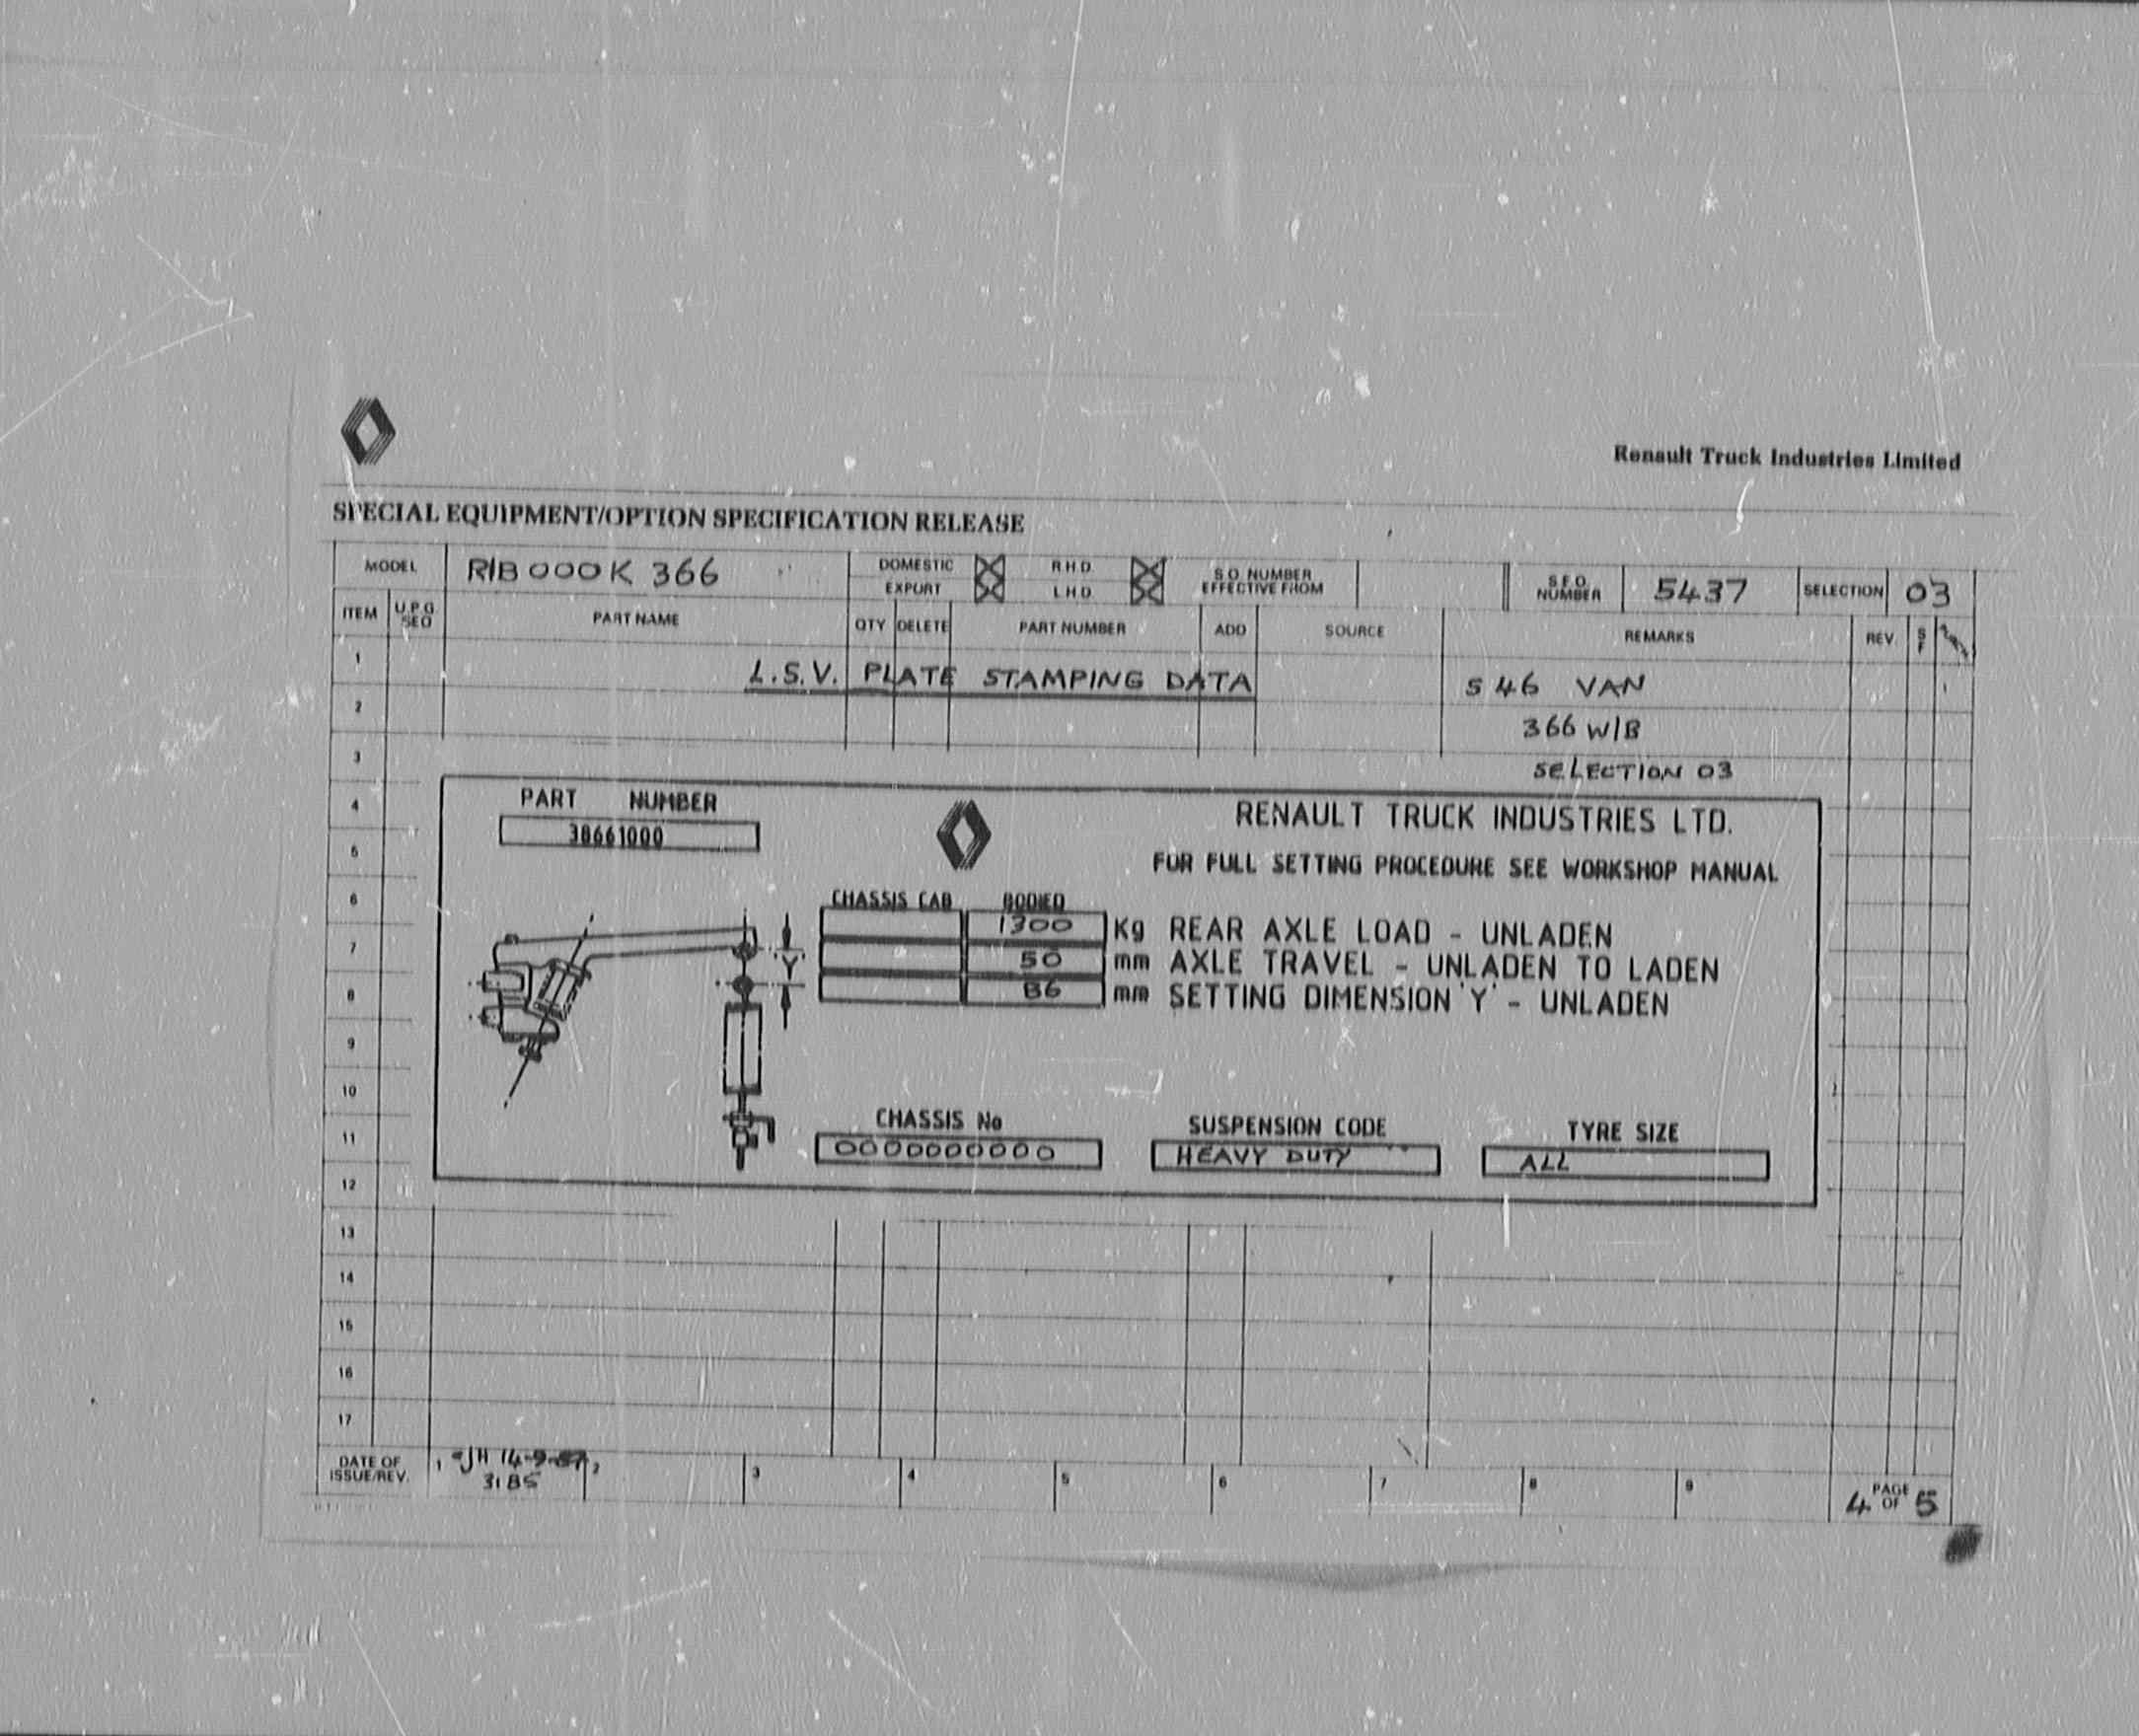 Renault Truck Industries Limited
SPECIAL EQUIPMENT/OPTION SPECIFICATION RELEASE
MODEL R/B000K 366 DOMESTIC EXPORT R.H.D. L.H.D. S.O. NUMBER EFFECTIVE FROM S.E.O. NUMBER 5437 SELECTION 03
ITEM U.P.G. SEQ PART NAME QTY DELETE PART NUMBER ADD SOURCE REMARKS REV S F
1 L.S.V. PLATE STAMPING DATA S 46 VAN
2 366 W/B
3 SELECTION 03
4 PART NUMBER RENAULT TRUCK INDUSTRIES LTD.
38661000
5 FOR FULL SETTING PROCEDURE SEE WORKSHOP MANUAL
6 CHASSIS CAB BODIED
1300 Kg REAR AXLE LOAD - UNLADEN
7 'Y' 50 mm AXLE TRAVEL - UNLADEN TO LADEN
8 86 mm SETTING DIMENSION 'Y' - UNLADEN
9
10
CHASSIS No SUSPENSION CODE TYRE SIZE
11 0000000000 HEAVY DUTY ALL
12
13
14
15
16
17
DATE OF ISSUE/REV. 1 JH 14-9-87 2 3 4 5 6 7 8 9
3185
4 PAGE OF 5